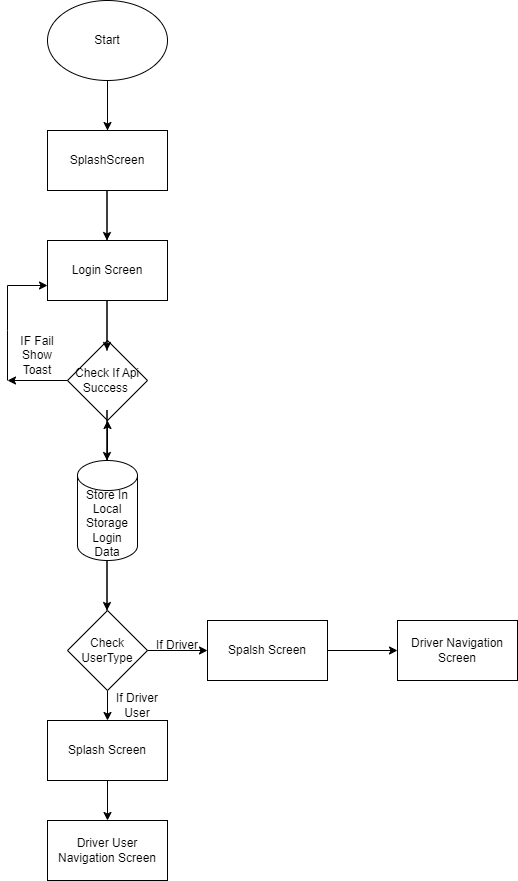 Start
SplashScreen
Login Screen
IF Fail
Show
Toast
Check If Api
Success
Store In
Local
Storage
Login
Data
Check
UserType
If Driver
Spalsh Screen
Driver Navigation
Screen
If Driver
User
Splash Screen
Driver User
Navigation Screen